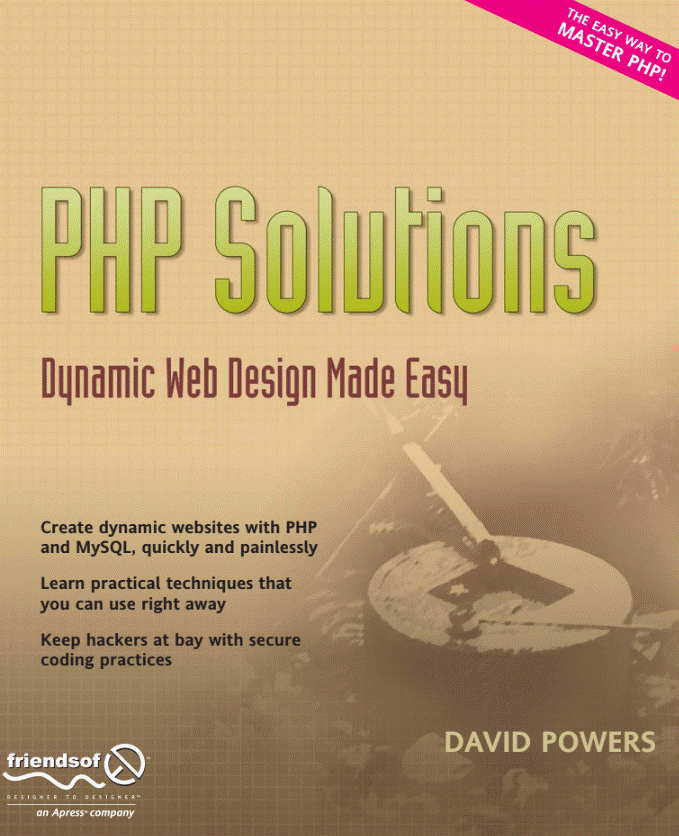 THE EASY WAY TO
MASTER PHP!
PHP Solutions
Dynamic Web Design Made Easy
Create dynamic websites with PHP
and MySQL, quickly and painlessly
Learn practical techniques that
you can use right away
Keep hackers at bay with secure
coding practices
DAVID POWERS
friendsof
DESIGNER TO DESIGNER™
an Apress® company